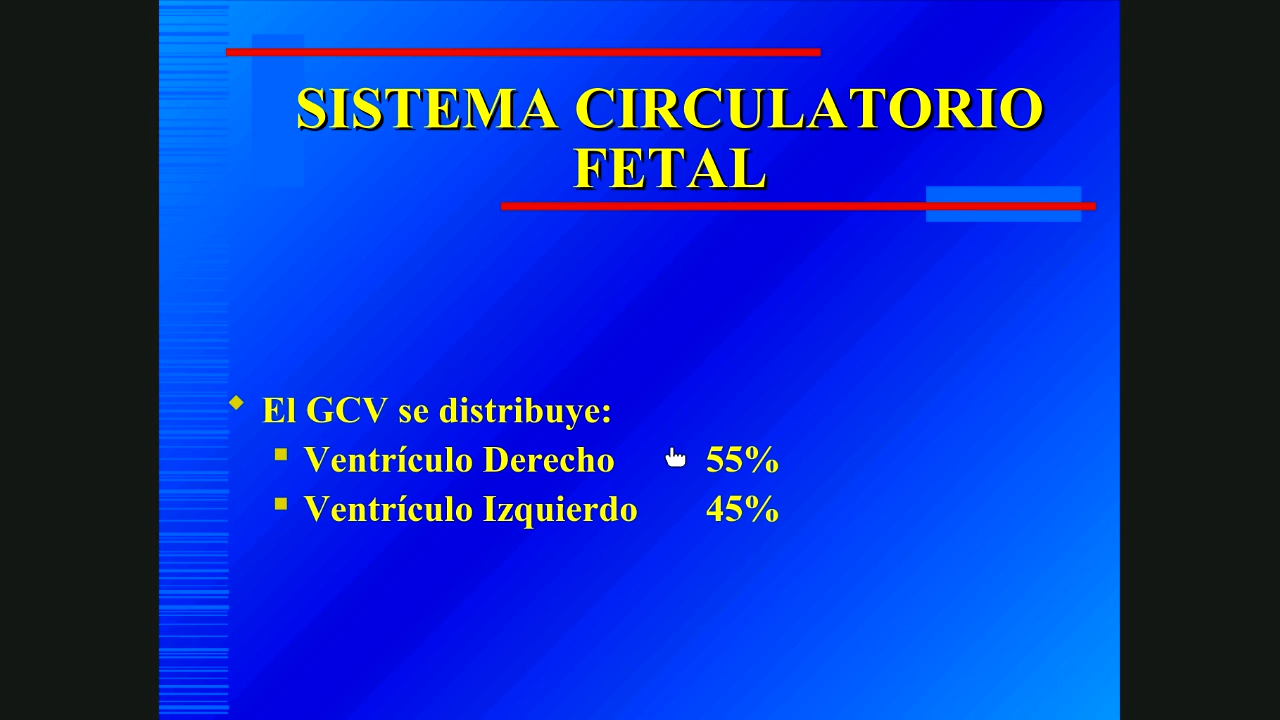 SISTEMA CIRCULATORIO
FETAL
El GCV se distribuye:
Ventrículo Derecho 55%
Ventrículo Izquierdo 45%